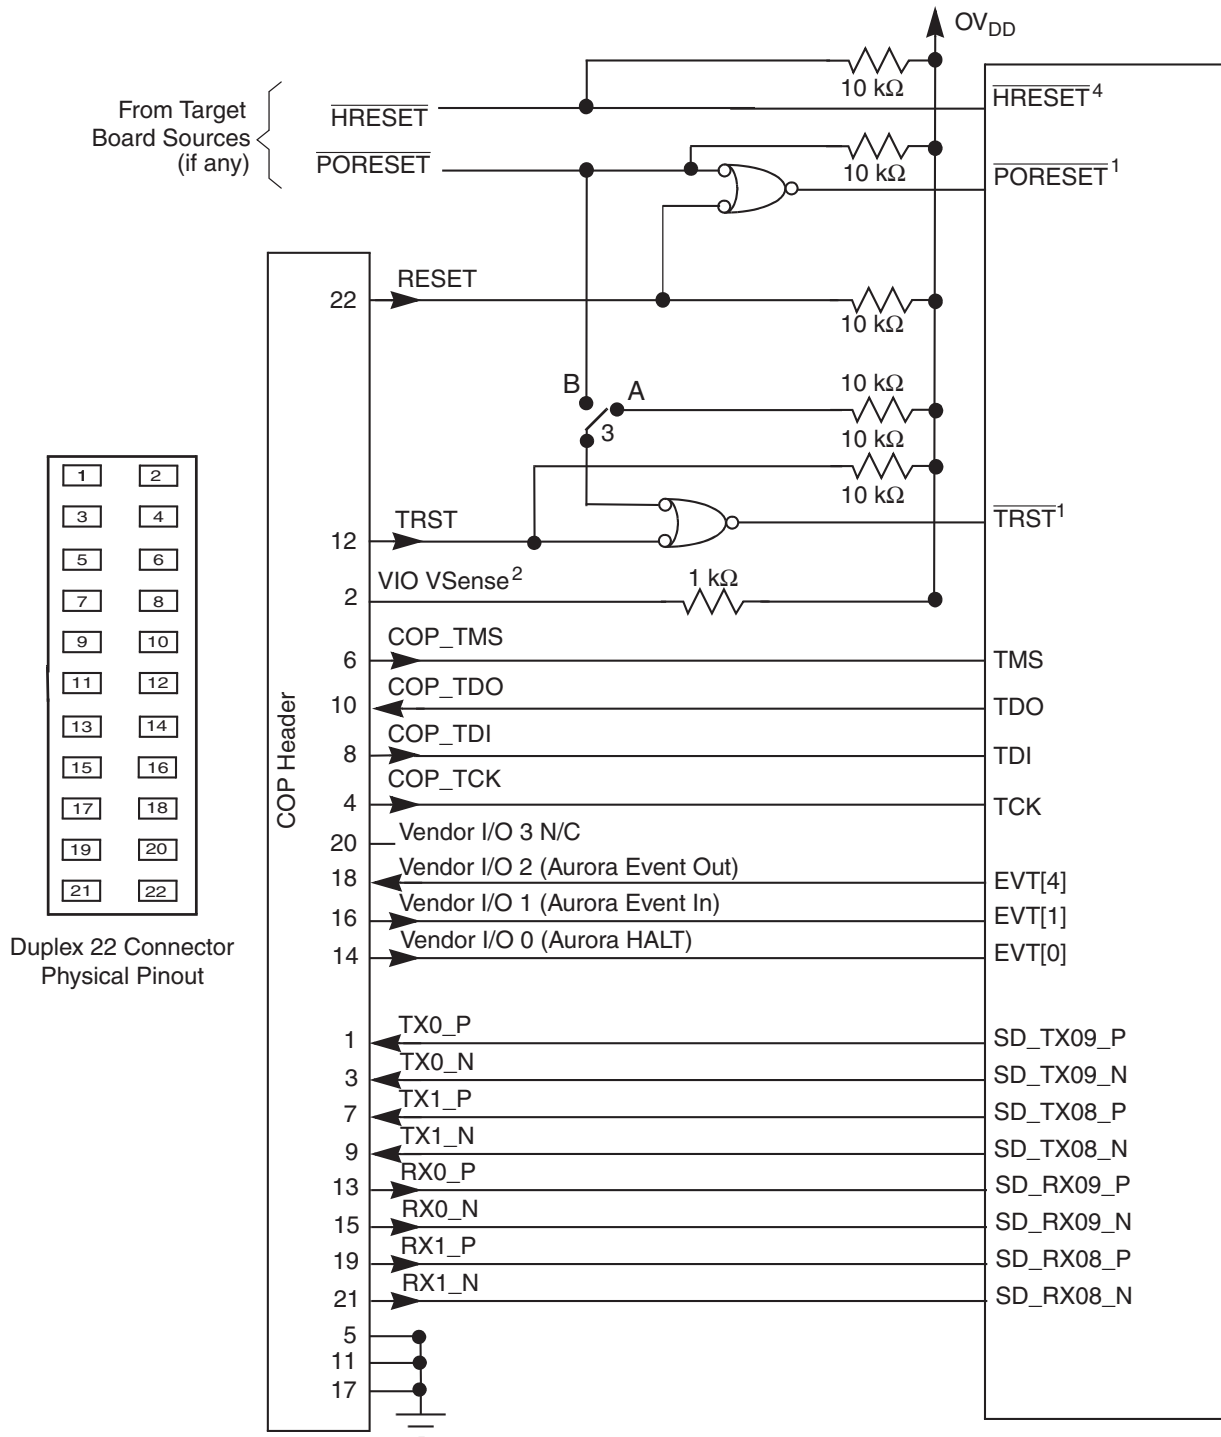 OVDD
10 kΩ
From Target
Board Sources
(if any)
HRESET
HRESET4
PORESET
10 kΩ
PORESET1
22
RESET
10 kΩ
B
A
3
10 kΩ
10 kΩ
10 kΩ
12
TRST
TRST1
2
VIO VSense2
1 kΩ
6
COP_TMS
TMS
10
COP_TDO
TDO
8
COP_TDI
TDI
4
COP_TCK
TCK
20
Vendor I/O 3 N/C
18
Vendor I/O 2 (Aurora Event Out)
EVT[4]
16
Vendor I/O 1 (Aurora Event In)
EVT[1]
14
Vendor I/O 0 (Aurora HALT)
EVT[0]
1
TX0_P
SD_TX09_P
3
TX0_N
SD_TX09_N
7
TX1_P
SD_TX08_P
9
TX1_N
SD_TX08_N
13
RX0_P
SD_RX09_P
15
RX0_N
SD_RX09_N
19
RX1_P
SD_RX08_P
21
RX1_N
SD_RX08_N
5
11
17
COP Header
1 2
3 4
5 6
7 8
9 10
11 12
13 14
15 16
17 18
19 20
21 22
Duplex 22 Connector
Physical Pinout